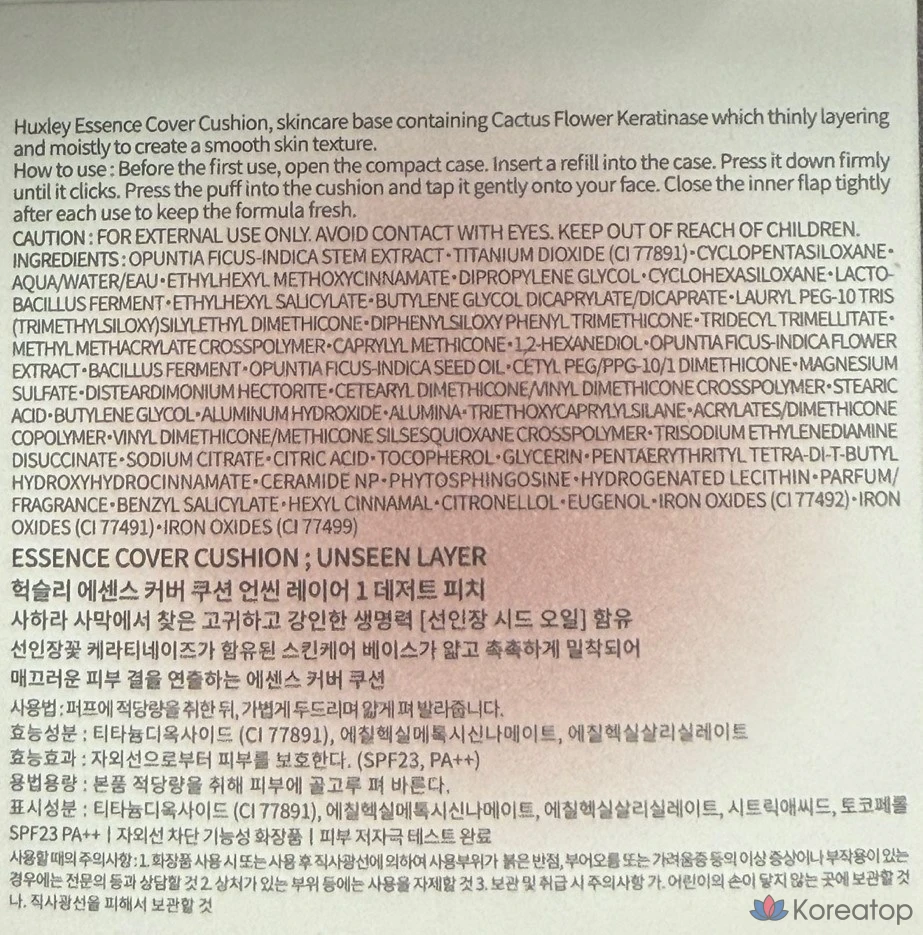 Huxley Essence Cover Cushion, skincare base containing Cactus Flower Keratinase which thinly layering
and moistly to create a smooth skin texture.
How to use : Before the first use, open the compact case. Insert a refill into the case. Press it down firmly
until it clicks. Press the puff into the cushion and tap it gently onto your face. Close the inner flap tightly
after each use to keep the formula fresh.
CAUTION : FOR EXTERNAL USE ONLY. AVOID CONTACT WITH EYES. KEEP OUT OF REACH OF CHILDREN.
INGREDIENTS : OPUNTIA FICUS-INDICA STEM EXTRACT•TITANIUM DIOXIDE (CI 77891)•CYCLOPENTASILOXANE•
AQUA/WATER/EAU•ETHYLHEXYL METHOXYCINNAMATE•DIPROPYLENE GLYCOL•CYCLOHEXASILOXANE•LACTO-
BACILLUS FERMENT•ETHYLHEXYL SALICYLATE•BUTYLENE GLYCOL DICAPRYLATE/DICAPRATE•LAURYL PEG-10 TRIS
(TRIMETHYLSILOXY)SILYLETHYL DIMETHICONE•DIPHENYLSILOXY PHENYL TRIMETHICONE•TRIDECYL TRIMELLITATE•
METHYL METHACRYLATE CROSSPOLYMER•CAPRYLYL METHICONE•1,2-HEXANEDIOL•OPUNTIA FICUS-INDICA FLOWER
EXTRACT•BACILLUS FERMENT•OPUNTIA FICUS-INDICA SEED OIL•CETYL PEG/PPG-10/1 DIMETHICONE•MAGNESIUM
SULFATE•DISTEARDIMONIUM HECTORITE•CETEARYL DIMETHICONE/VINYL DIMETHICONE CROSSPOLYMER•STEARIC
ACID•BUTYLENE GLYCOL•ALUMINUM HYDROXIDE•ALUMINA•TRIETHOXYCAPRYLYLSILANE•ACRYLATES/DIMETHICONE
COPOLYMER•VINYL DIMETHICONE/METHICONE SILSESQUIOXANE CROSSPOLYMER•TRISODIUM ETHYLENEDIAMINE
DISUCCINATE•SODIUM CITRATE•CITRIC ACID•TOCOPHEROL•GLYCERIN•PENTAERYTHRITYL TETRA-DI-T-BUTYL
HYDROXYHYDROCINNAMATE•CERAMIDE NP•PHYTOSPHINGOSINE•HYDROGENATED LECITHIN•PARFUM/
FRAGRANCE•BENZYL SALICYLATE•HEXYL CINNAMAL•CITRONELLOL•EUGENOL•IRON OXIDES (CI 77492)•IRON
OXIDES (CI 77491)•IRON OXIDES (CI 77499)
ESSENCE COVER CUSHION ; UNSEEN LAYER
헉슬리 에센스 커버 쿠션 언씬 레이어 1 데저트 피치
사하라 사막에서 찾은 고귀하고 강인한 생명력 [선인장 시드 오일] 함유
선인장꽃 케라티네이즈가 함유된 스킨케어 베이스가 얇고 촉촉하게 밀착되어
매끄러운 피부 결을 연출하는 에센스 커버 쿠션
사용법 : 퍼프에 적당량을 취한 뒤, 가볍게 두드리며 얇게 펴 발라줍니다.
효능성분 : 티타늄디옥사이드 (CI 77891), 에칠헥실메톡시신나메이트, 에칠헥실살리실레이트
효능효과 : 자외선으로부터 피부를 보호한다. (SPF23, PA++)
용법용량 : 본품 적당량을 취해 피부에 골고루 펴 바른다.
표시성분 : 티타늄디옥사이드 (CI 77891), 에칠헥실메톡시신나메이트, 에칠헥실살리실레이트, 시트릭애씨드, 토코페롤
SPF23 PA++ | 자외선 차단 기능성 화장품 | 피부 저자극 테스트 완료
사용할 때의 주의사항 : 1. 화장품 사용 시 또는 사용 후 직사광선에 의하여 사용부위가 붉은 반점, 부어오름 또는 가려움증 등의 이상 증상이나 부작용이 있는
경우에는 전문의 등과 상담할 것 2. 상처가 있는 부위 등에는 사용을 자제할 것 3. 보관 및 취급 시 주의사항 가. 어린이의 손이 닿지 않는 곳에 보관할 것
나. 직사광선을 피해서 보관할 것
Koreatop